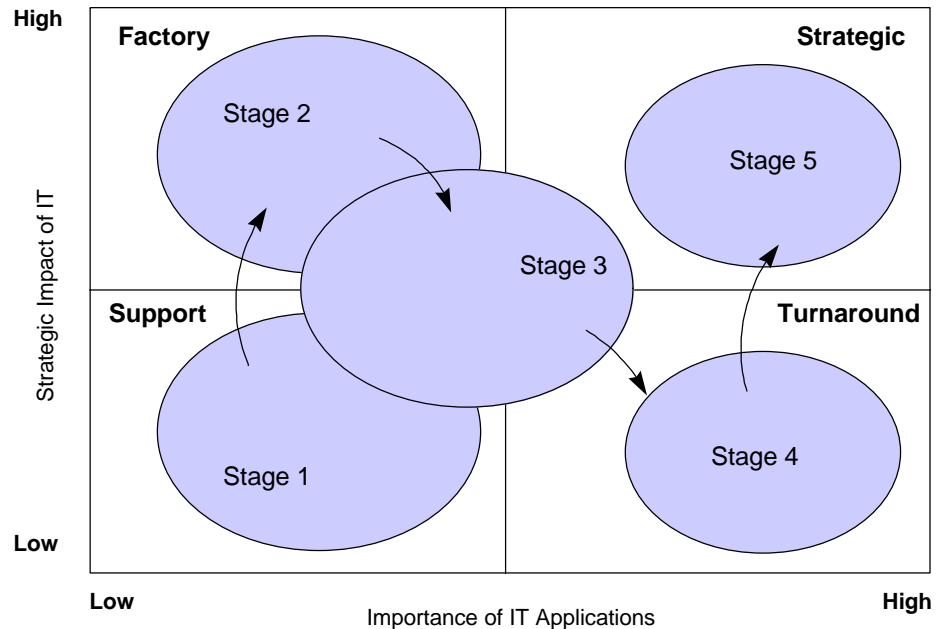 High
Factory
Strategic
Stage 2
Stage 5
Stage 3
Strategic Impact of IT
Support
Turnaround
Stage 4
Stage 1
Low
Low
High
Importance of IT Applications